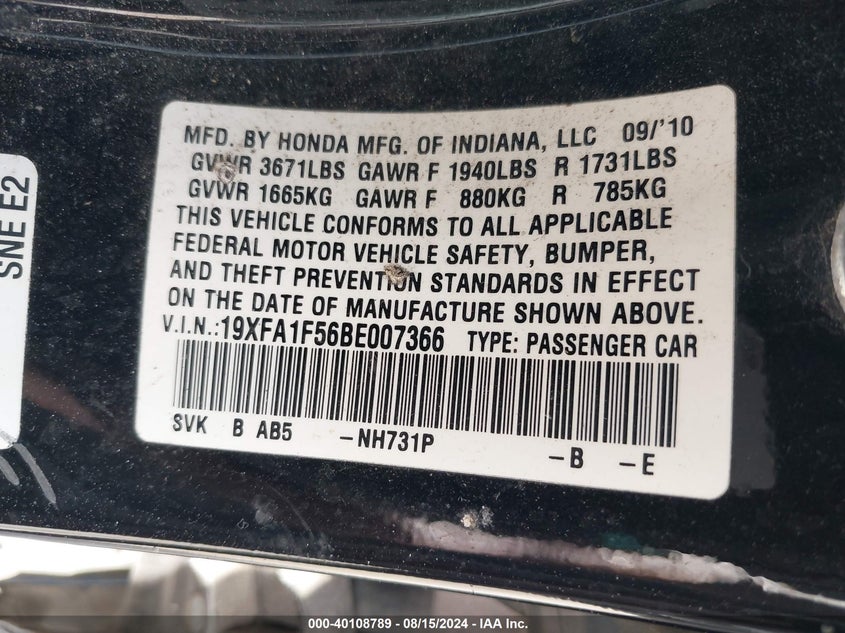 MFD. BY HONDA MFG. OF INDIANA, LLC 09/'10
GVWR 3671LBS GAWR F 1940LBS R 1731LBS
GVWR 1665KG GAWR F 880KG R 785KG
THIS VEHICLE CONFORMS TO ALL APPLICABLE
FEDERAL MOTOR VEHICLE SAFETY, BUMPER,
AND THEFT PREVENTION STANDARDS IN EFFECT
ON THE DATE OF MANUFACTURE SHOWN ABOVE.
V.I.N.:19XFA1F56BE007366 TYPE: PASSENGER CAR
SVK B AB5 -NH731P -B -E
SNE E2
000-40108789 - 08/15/2024 - IAA Inc.